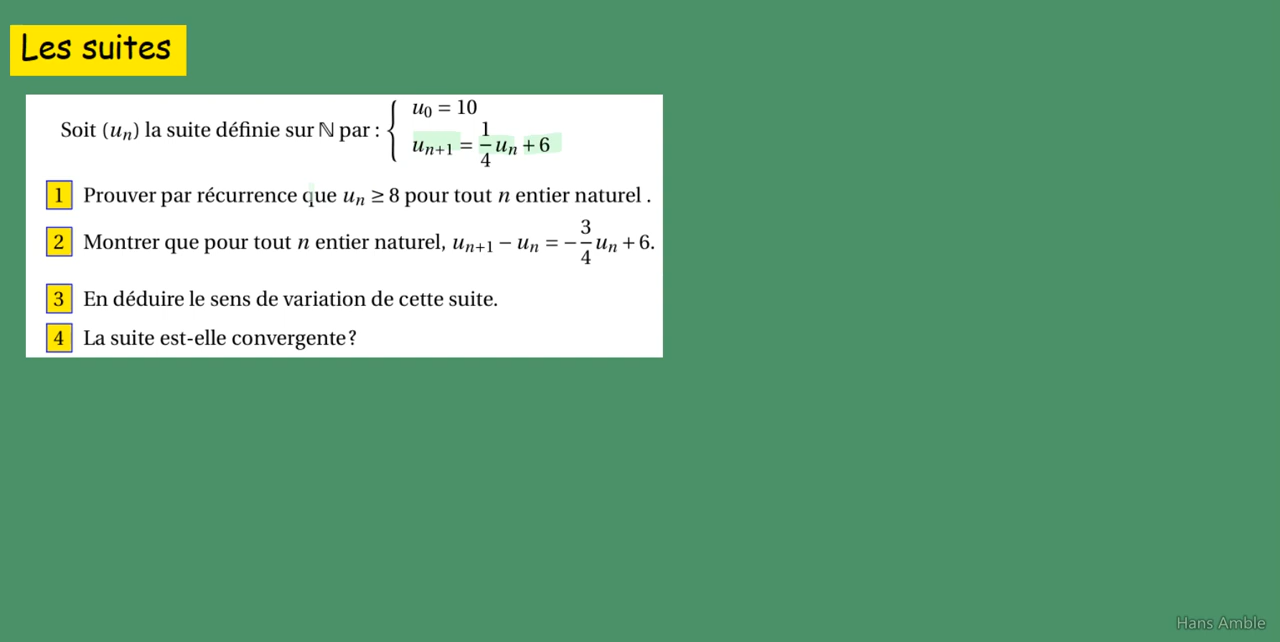 Les suites
Soit (uₙ) la suite définie sur ℕ par : { u₀ = 10
uₙ₊₁ = 1/4 uₙ + 6
1 Prouver par récurrence que uₙ ≥ 8 pour tout n entier naturel .
2 Montrer que pour tout n entier naturel, uₙ₊₁ − uₙ = −3/4 uₙ + 6.
3 En déduire le sens de variation de cette suite.
4 La suite est-elle convergente ?
Hans Amble